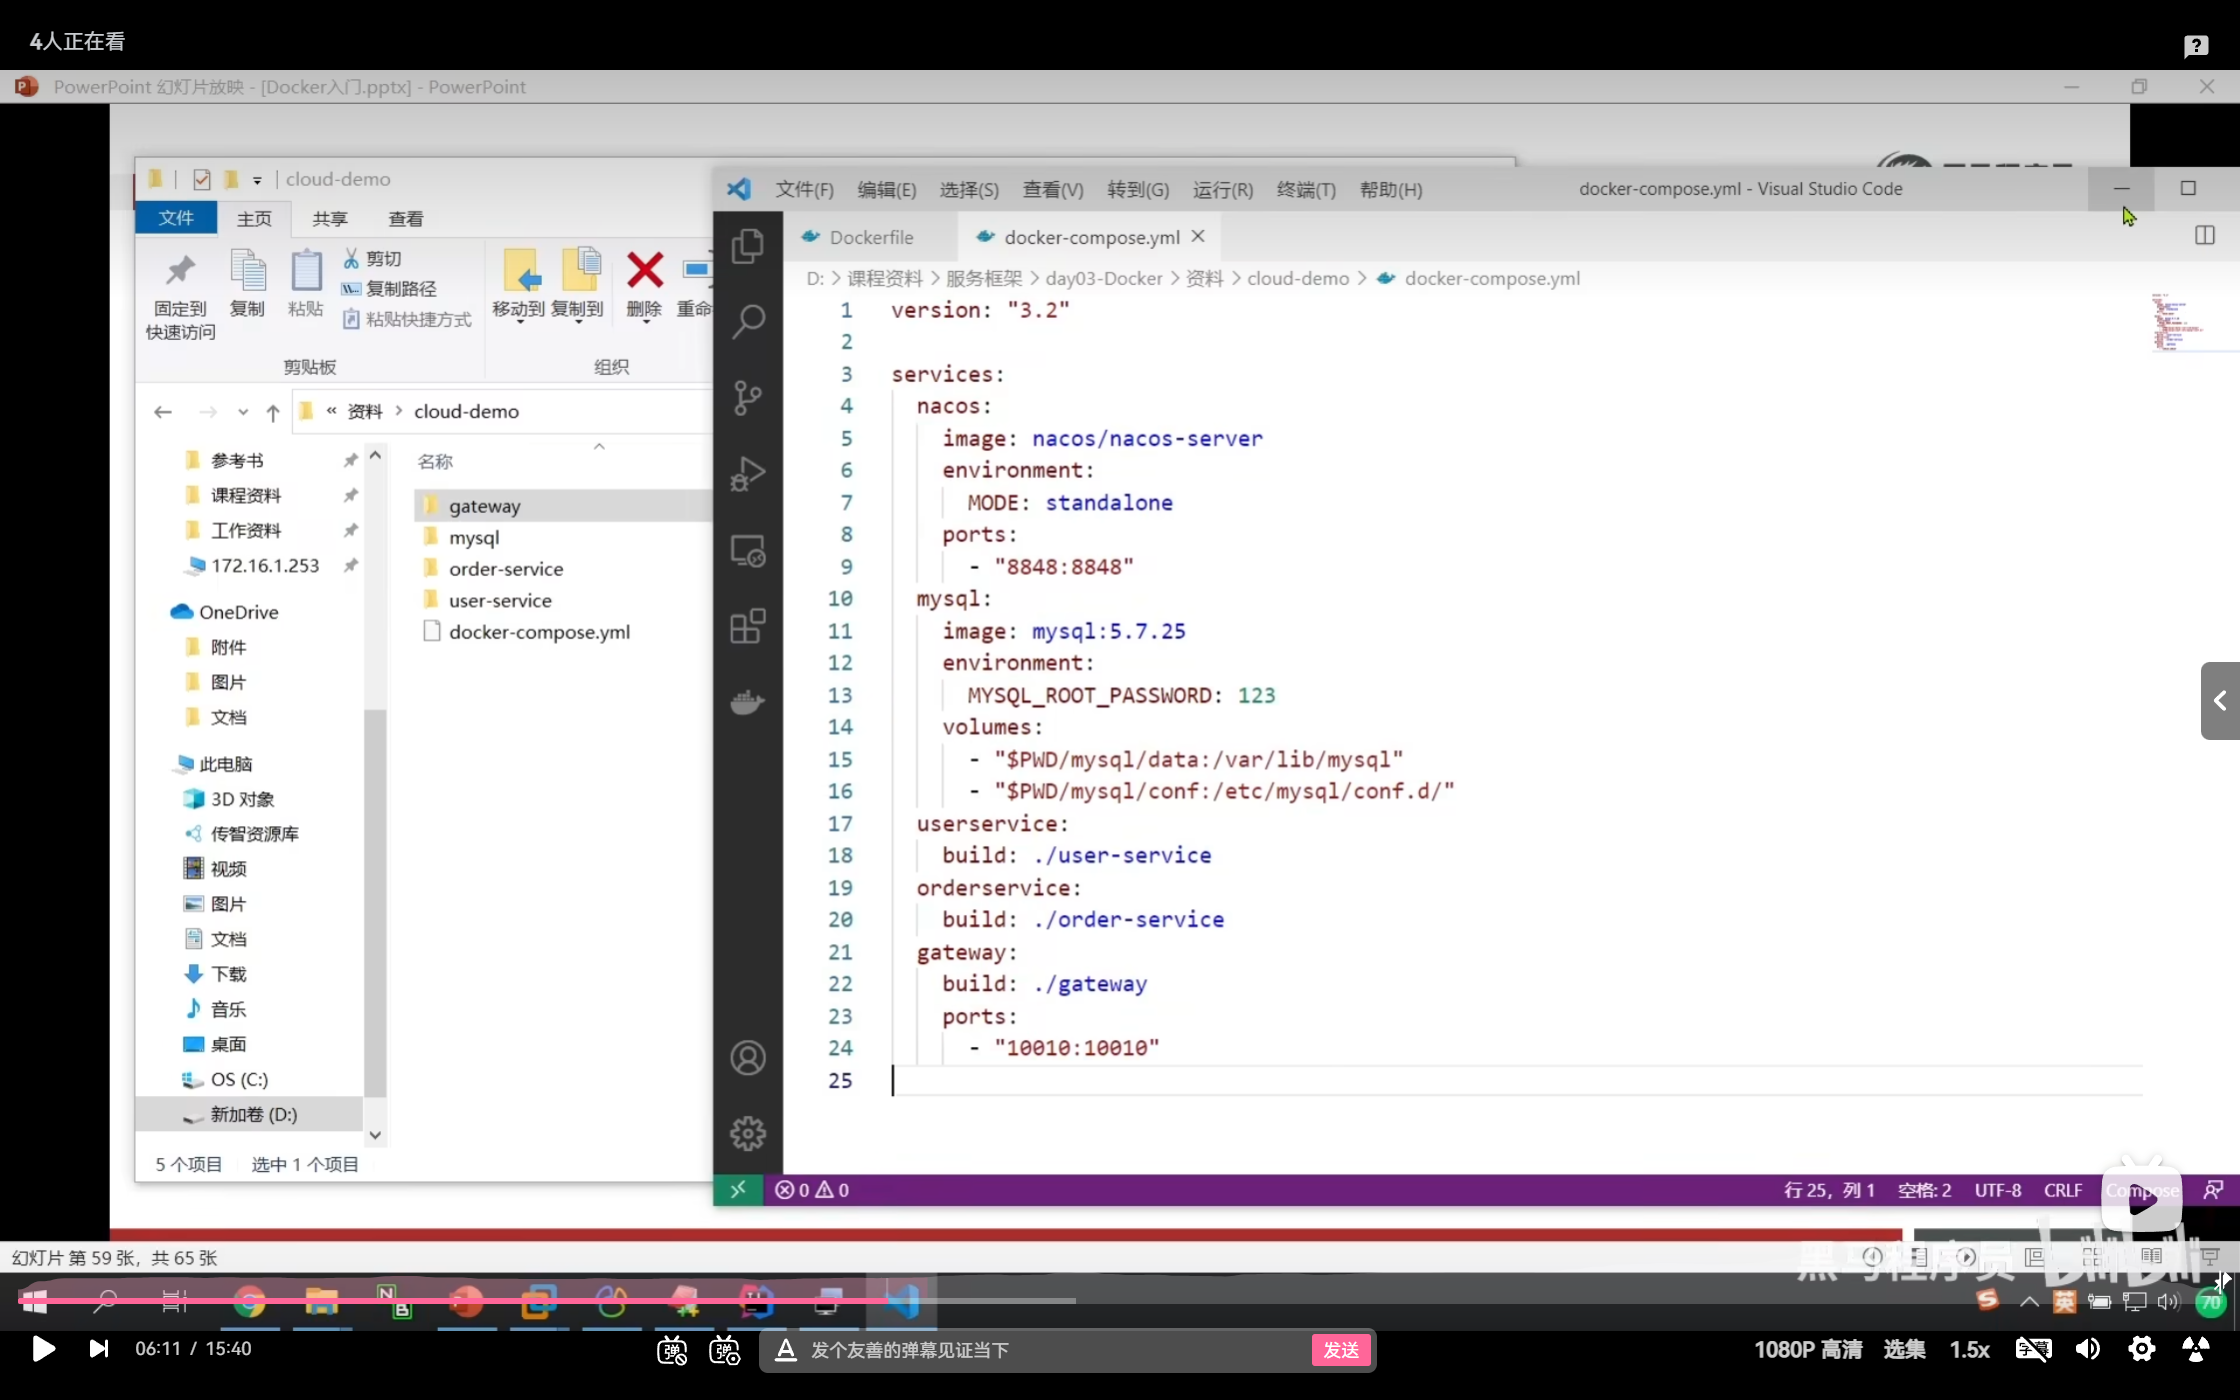 4人正在看
PowerPoint 幻灯片放映 - [Docker入门.pptx] - PowerPoint
cloud-demo
文件 主页 共享 查看
固定到快速访问
复制
粘贴
剪切
复制路径
粘贴快捷方式
移动到 复制到 删除 重命
剪贴板 组织
« 资料 > cloud-demo
参考书
课程资料
工作资料
172.16.1.253
OneDrive
附件
图片
文档
此电脑
3D 对象
传智资源库
视频
图片
文档
下载
音乐
桌面
OS (C:)
新加卷 (D:)
名称
gateway
mysql
order-service
user-service
docker-compose.yml
5 个项目 选中 1 个项目
文件(F) 编辑(E) 选择(S) 查看(V) 转到(G) 运行(R) 终端(T) 帮助(H) docker-compose.yml - Visual Studio Code
Dockerfile docker-compose.yml
D: > 课程资料 > 服务框架 > day03-Docker > 资料 > cloud-demo > docker-compose.yml
1 version: "3.2"
2
3 services:
4 nacos:
5 image: nacos/nacos-server
6 environment:
7 MODE: standalone
8 ports:
9 - "8848:8848"
10 mysql:
11 image: mysql:5.7.25
12 environment:
13 MYSQL_ROOT_PASSWORD: 123
14 volumes:
15 - "$PWD/mysql/data:/var/lib/mysql"
16 - "$PWD/mysql/conf:/etc/mysql/conf.d/"
17 userservice:
18 build: ./user-service
19 orderservice:
20 build: ./order-service
21 gateway:
22 build: ./gateway
23 ports:
24 - "10010:10010"
25
0 0 行 25，列 1 空格: 2 UTF-8 CRLF Compose
幻灯片 第 59 张，共 65 张
黑马程序员 bilibili
英 70
06:11 / 15:40 发个友善的弹幕见证当下 发送 1080P 高清 选集 1.5x 字幕